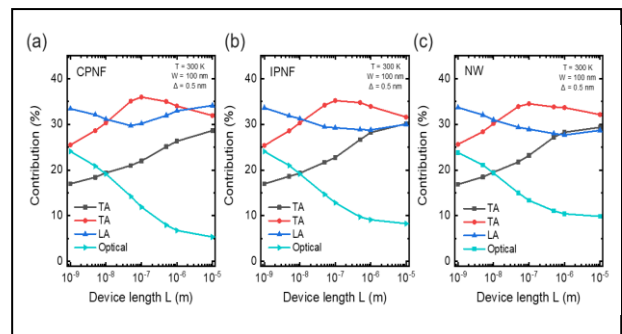 (a)
CPNF
T = 300 K
W = 100 nm
Δ = 0.5 nm
Contribution (%)
40
30
20
10
0
TA
TA
LA
Optical
10-9
10-8
10-7
10-6
10-5
Device length L (m)
(b)
IPNF
T = 300 K
W = 100 nm
Δ = 0.5 nm
Contribution (%)
40
30
20
10
0
TA
TA
LA
Optical
10-9
10-8
10-7
10-6
10-5
Device length L (m)
(c)
NW
T = 300 K
W = 100 nm
Δ = 0.5 nm
Contribution (%)
40
30
20
10
0
TA
TA
LA
Optical
10-9
10-8
10-7
10-6
10-5
Device length L (m)